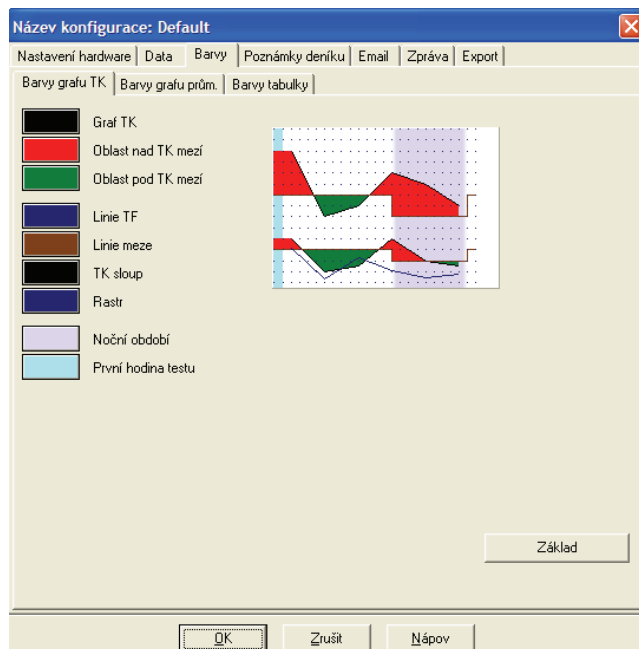 Název konfigurace: Default
Nastavení hardware Data Barvy Poznámky deníku Email Zpráva Export
Barvy grafu TK Barvy grafu prům. Barvy tabulky
Graf TK
Oblast nad TK mezí
Oblast pod TK mezí
Linie TF
Linie meze
TK sloup
Rastr
Noční období
První hodina testu
Základ
OK Zrušit Nápov